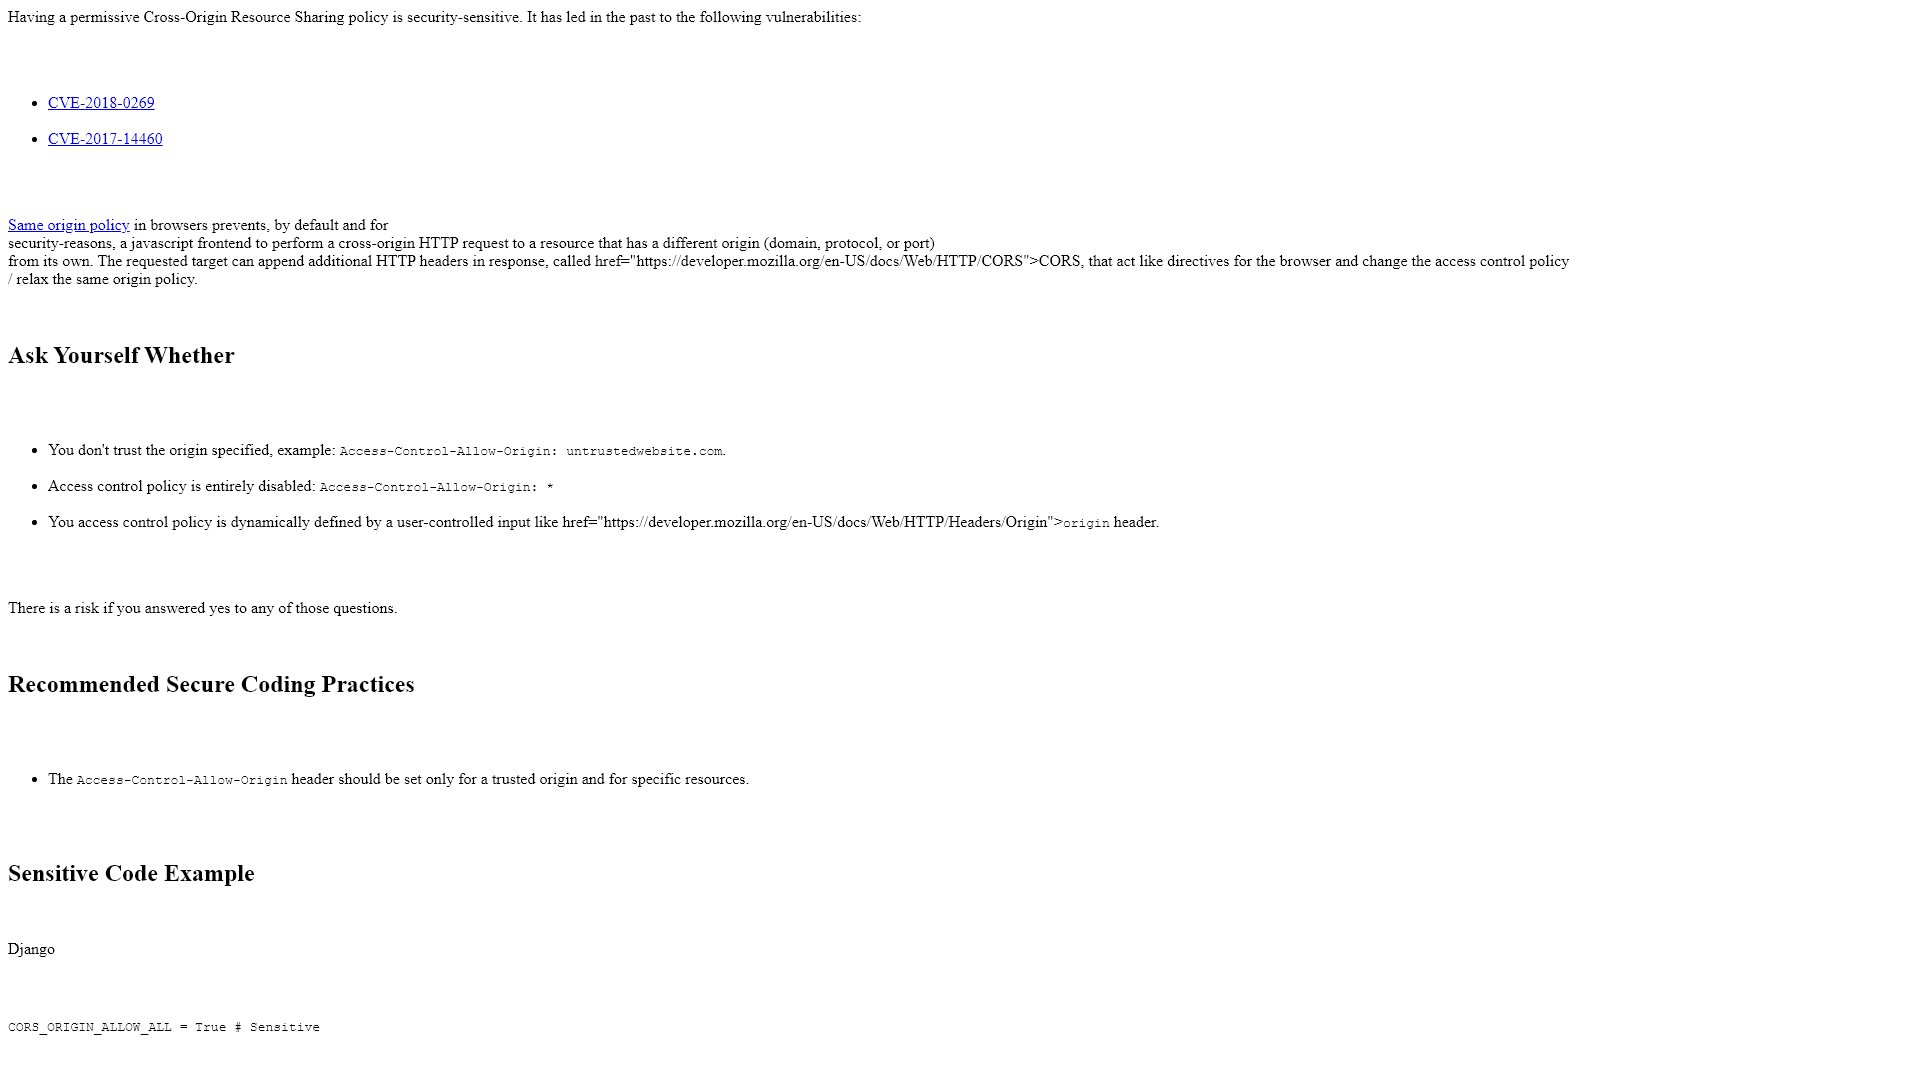 Having a permissive Cross-Origin Resource Sharing policy is security-sensitive. It has led in the past to the following vulnerabilities:
CVE-2018-0269
CVE-2017-14460
Same origin policy in browsers prevents, by default and for
security-reasons, a javascript frontend to perform a cross-origin HTTP request to a resource that has a different origin (domain, protocol, or port)
from its own. The requested target can append additional HTTP headers in response, called href="https://developer.mozilla.org/en-US/docs/Web/HTTP/CORS">CORS, that act like directives for the browser and change the access control policy
/ relax the same origin policy.
Ask Yourself Whether
You don't trust the origin specified, example: Access-Control-Allow-Origin: untrustedwebsite.com.
Access control policy is entirely disabled: Access-Control-Allow-Origin: *
You access control policy is dynamically defined by a user-controlled input like href="https://developer.mozilla.org/en-US/docs/Web/HTTP/Headers/Origin">origin header.
There is a risk if you answered yes to any of those questions.
Recommended Secure Coding Practices
The Access-Control-Allow-Origin header should be set only for a trusted origin and for specific resources.
Sensitive Code Example
Django
CORS_ORIGIN_ALLOW_ALL = True # Sensitive